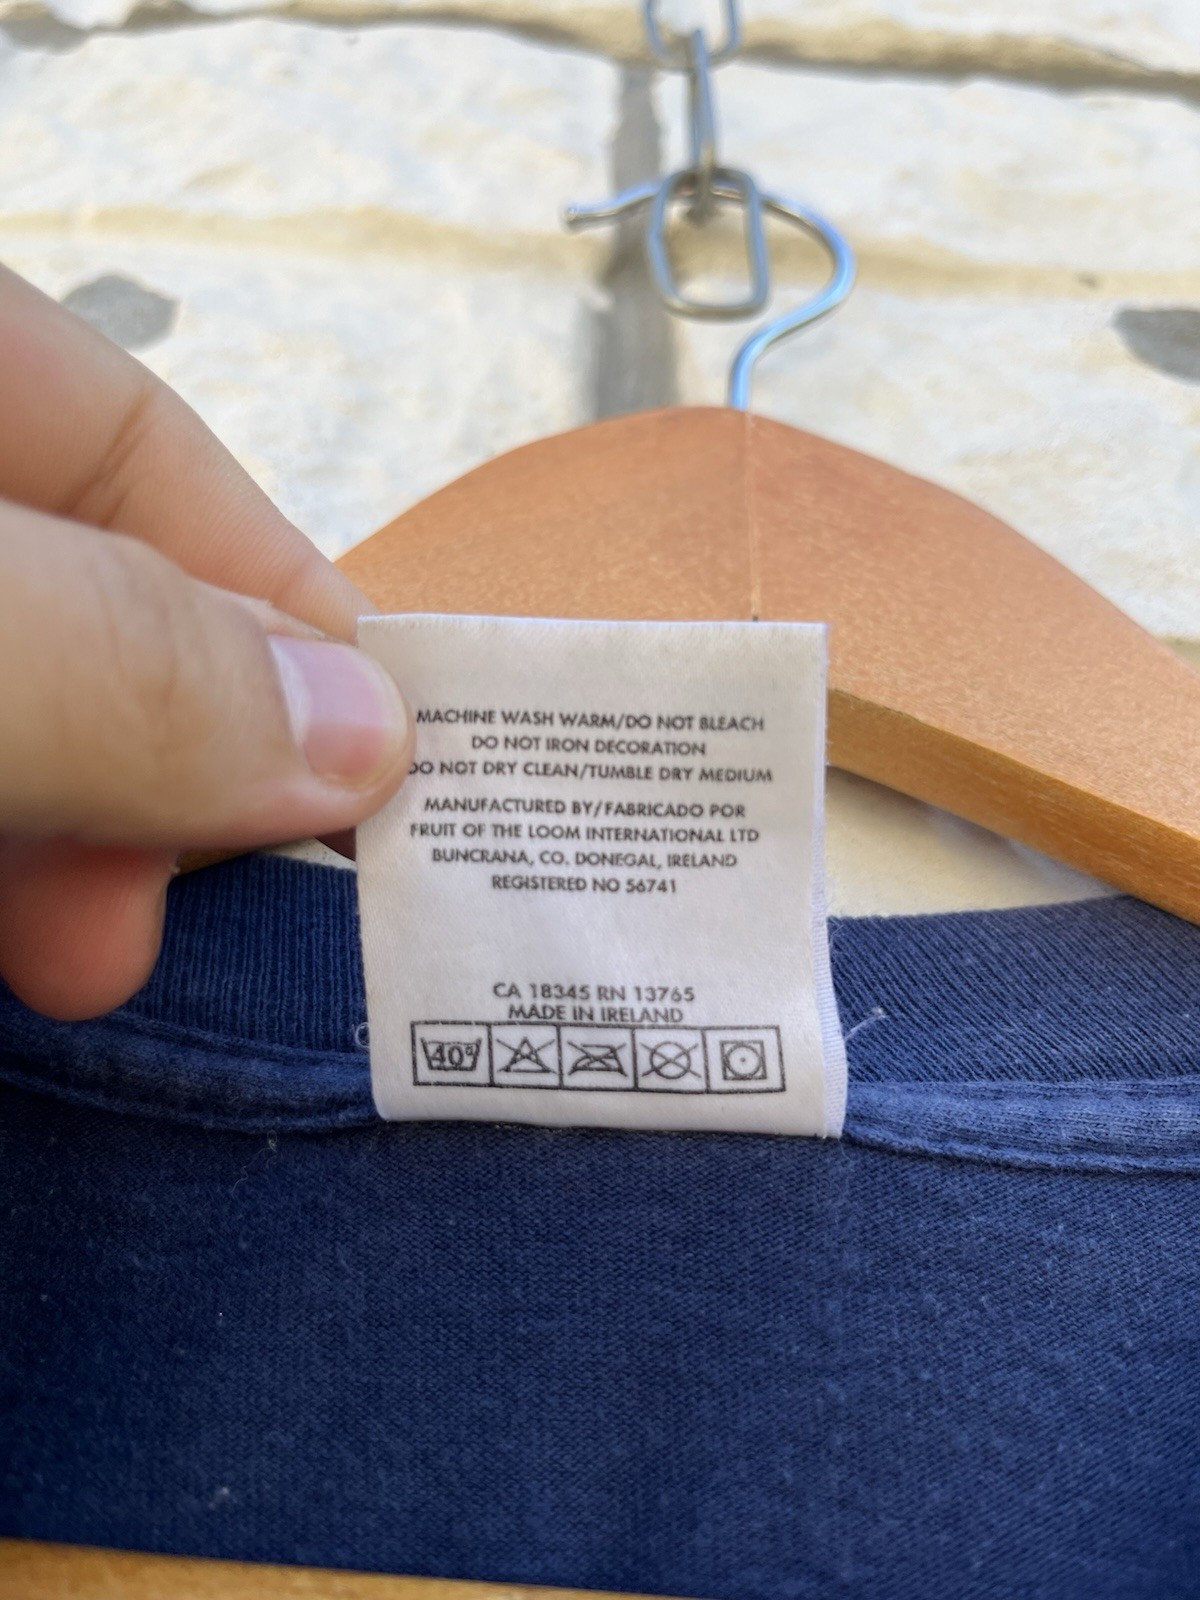 MACHINE WASH WARM/DO NOT BLEACH
DO NOT IRON DECORATION
DO NOT DRY CLEAN/TUMBLE DRY MEDIUM
MANUFACTURED BY/FABRICADO POR
FRUIT OF THE LOOM INTERNATIONAL LTD
BUNCRANA, CO. DONEGAL, IRELAND
REGISTERED NO 56741
CA 18345 RN 13765
MADE IN IRELAND
40°